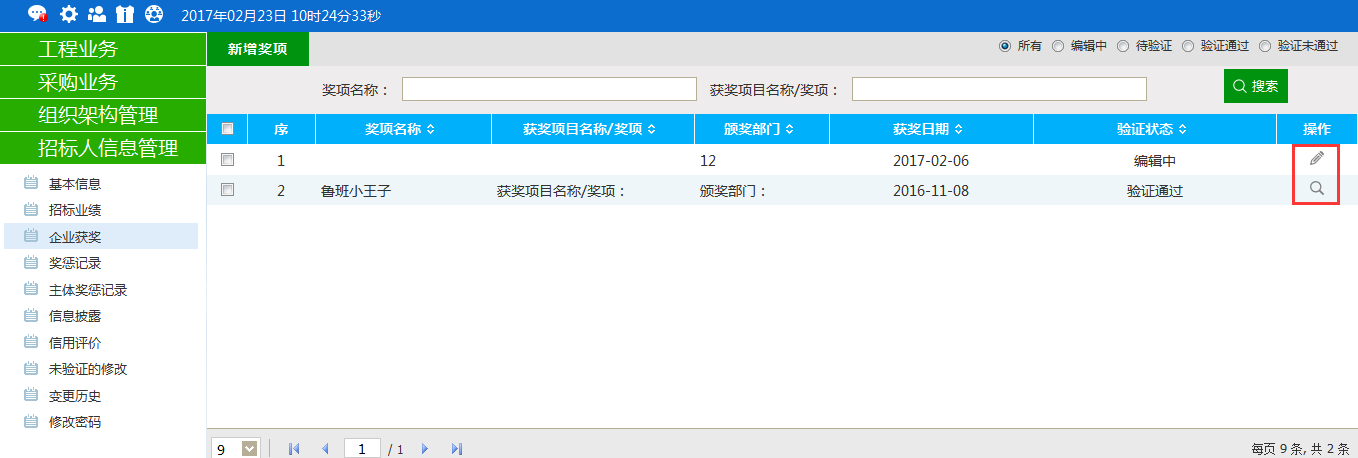 2017年02月23日 10时24分33秒
工程业务
采购业务
组织架构管理
招标人信息管理
基本信息
招标业绩
企业获奖
奖惩记录
主体奖惩记录
信息披露
信用评价
未验证的修改
变更历史
修改密码
新增奖项
所有 编辑中 待验证 验证通过 验证未通过
奖项名称： 获奖项目名称/奖项： 搜索
序 奖项名称 获奖项目名称/奖项 颁奖部门 获奖日期 验证状态 操作
1 12 2017-02-06 编辑中
2 鲁班小王子 获奖项目名称/奖项： 颁奖部门： 2016-11-08 验证通过
9 1 / 1 每页 9 条, 共 2 条